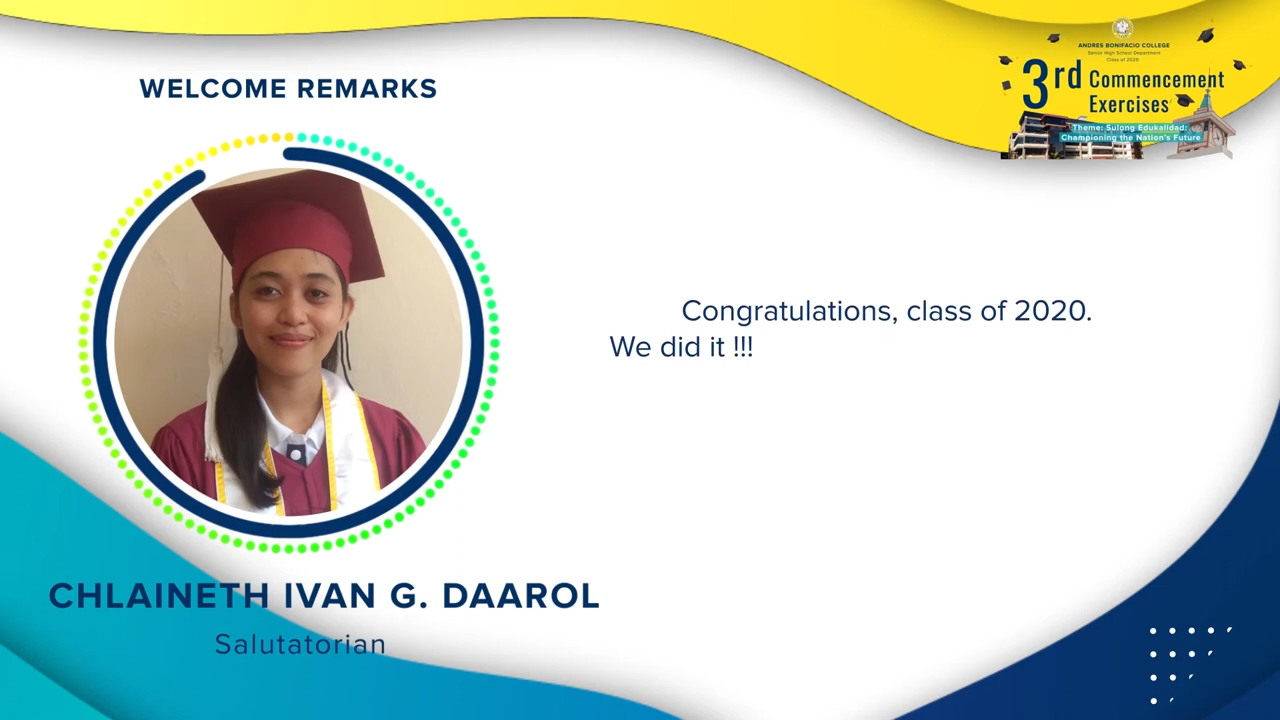 WELCOME REMARKS
ANDRES BONIFACIO COLLEGE
Senior High School Department
Class of 2020
3rd Commencement
Exercises
Theme: Sulong Edukalidad:
Championing the Nation's Future
Congratulations, class of 2020.
We did it !!!
CHLAINETH IVAN G. DAAROL
Salutatorian